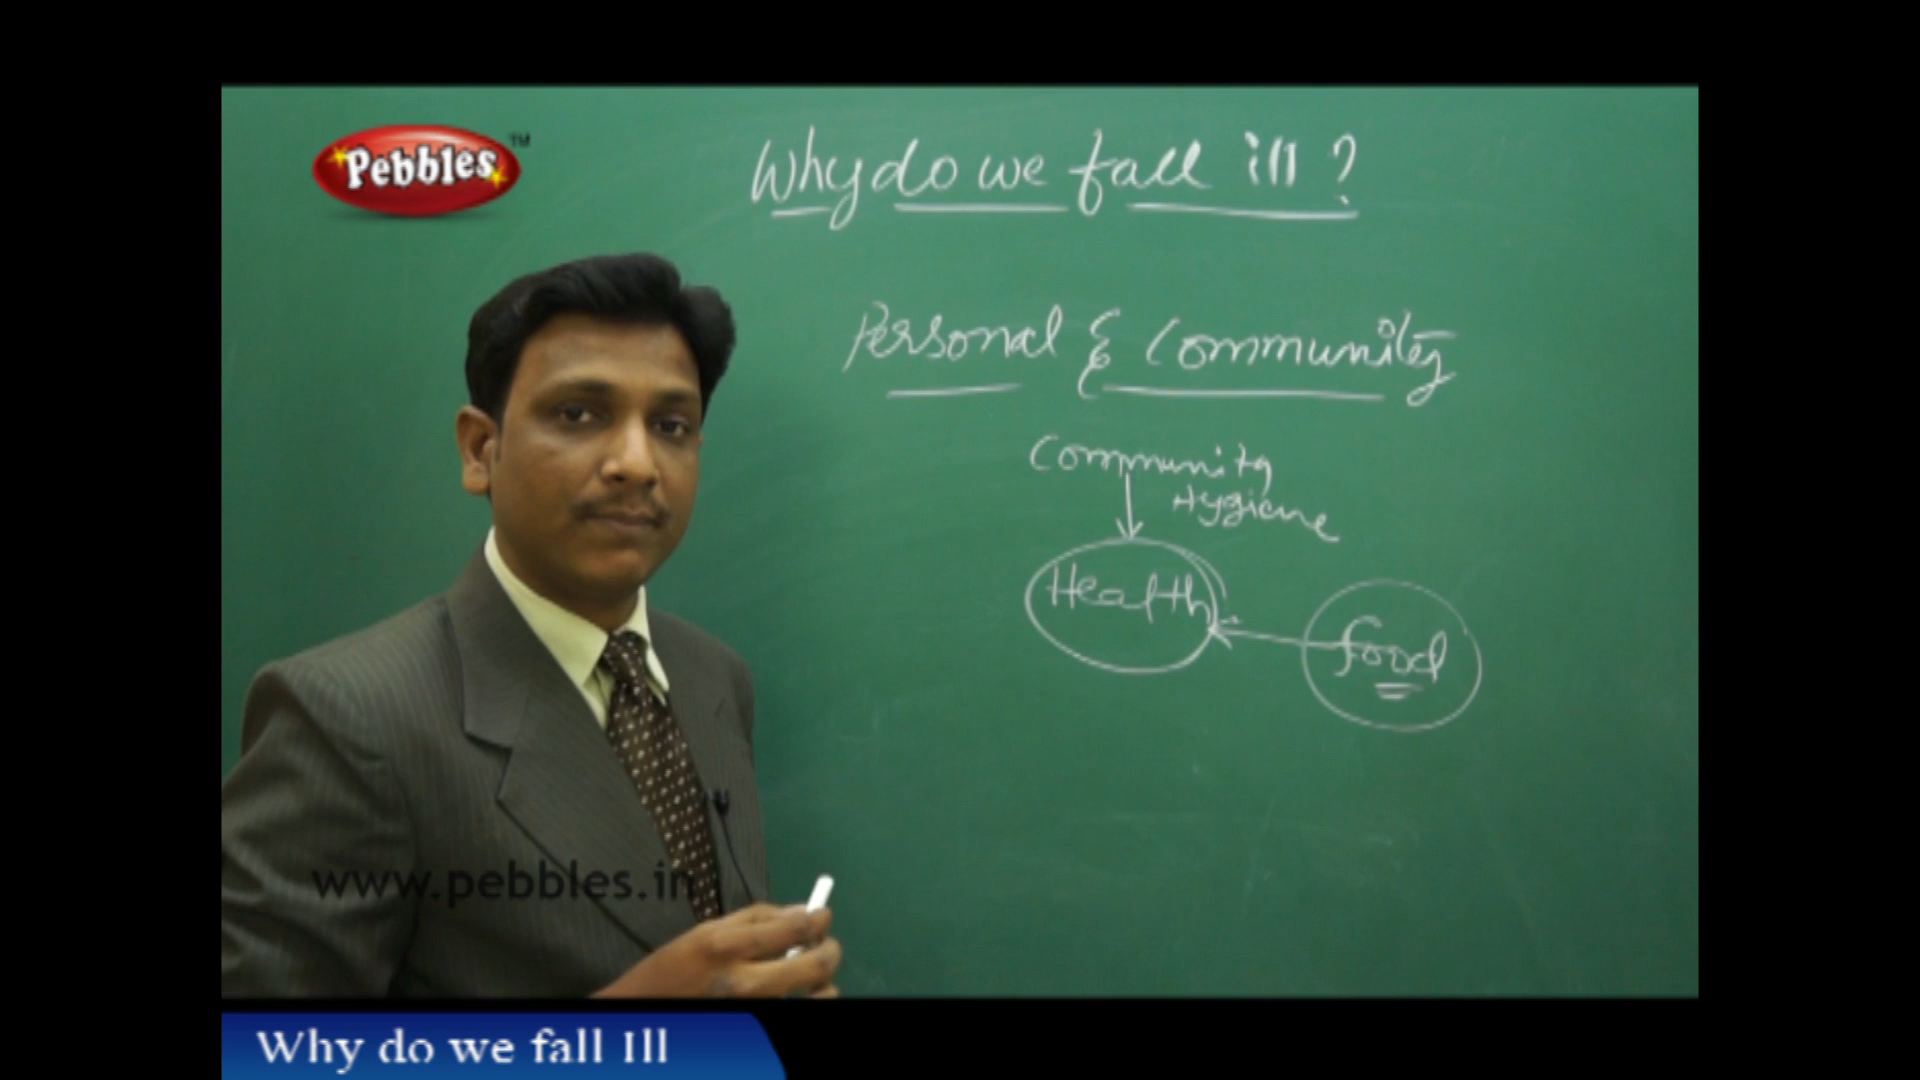 Pebbles™
Why do we fall ill ?
Personal & Community
Community
Hygiene
Health
food
www.pebbles.in
Why do we fall Ill